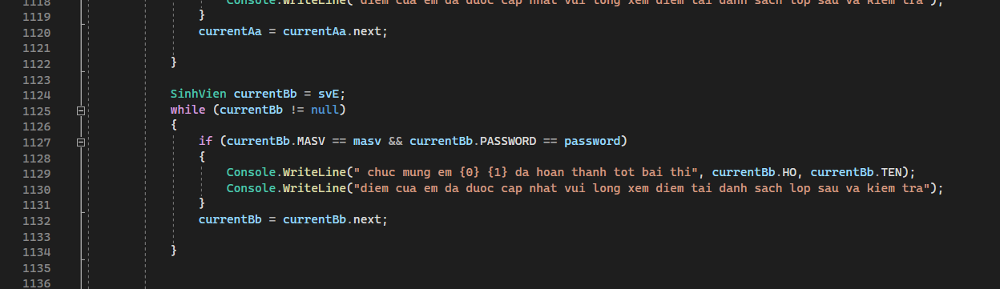 1118 Console.WriteLine("diem cua em da duoc cap nhat vui long xem diem tai danh sach lop sau va kiem tra");
1119 }
1120 currentAa = currentAa.next;
1121
1122 }
1123
1124 SinhVien currentBb = svE;
1125 while (currentBb != null)
1126 {
1127 if (currentBb.MASV == masv && currentBb.PASSWORD == password)
1128 {
1129 Console.WriteLine(" chuc mung em {0} {1} da hoan thanh tot bai thi", currentBb.HO, currentBb.TEN);
1130 Console.WriteLine("diem cua em da duoc cap nhat vui long xem diem tai danh sach lop sau va kiem tra");
1131 }
1132 currentBb = currentBb.next;
1133
1134 }
1135
1136